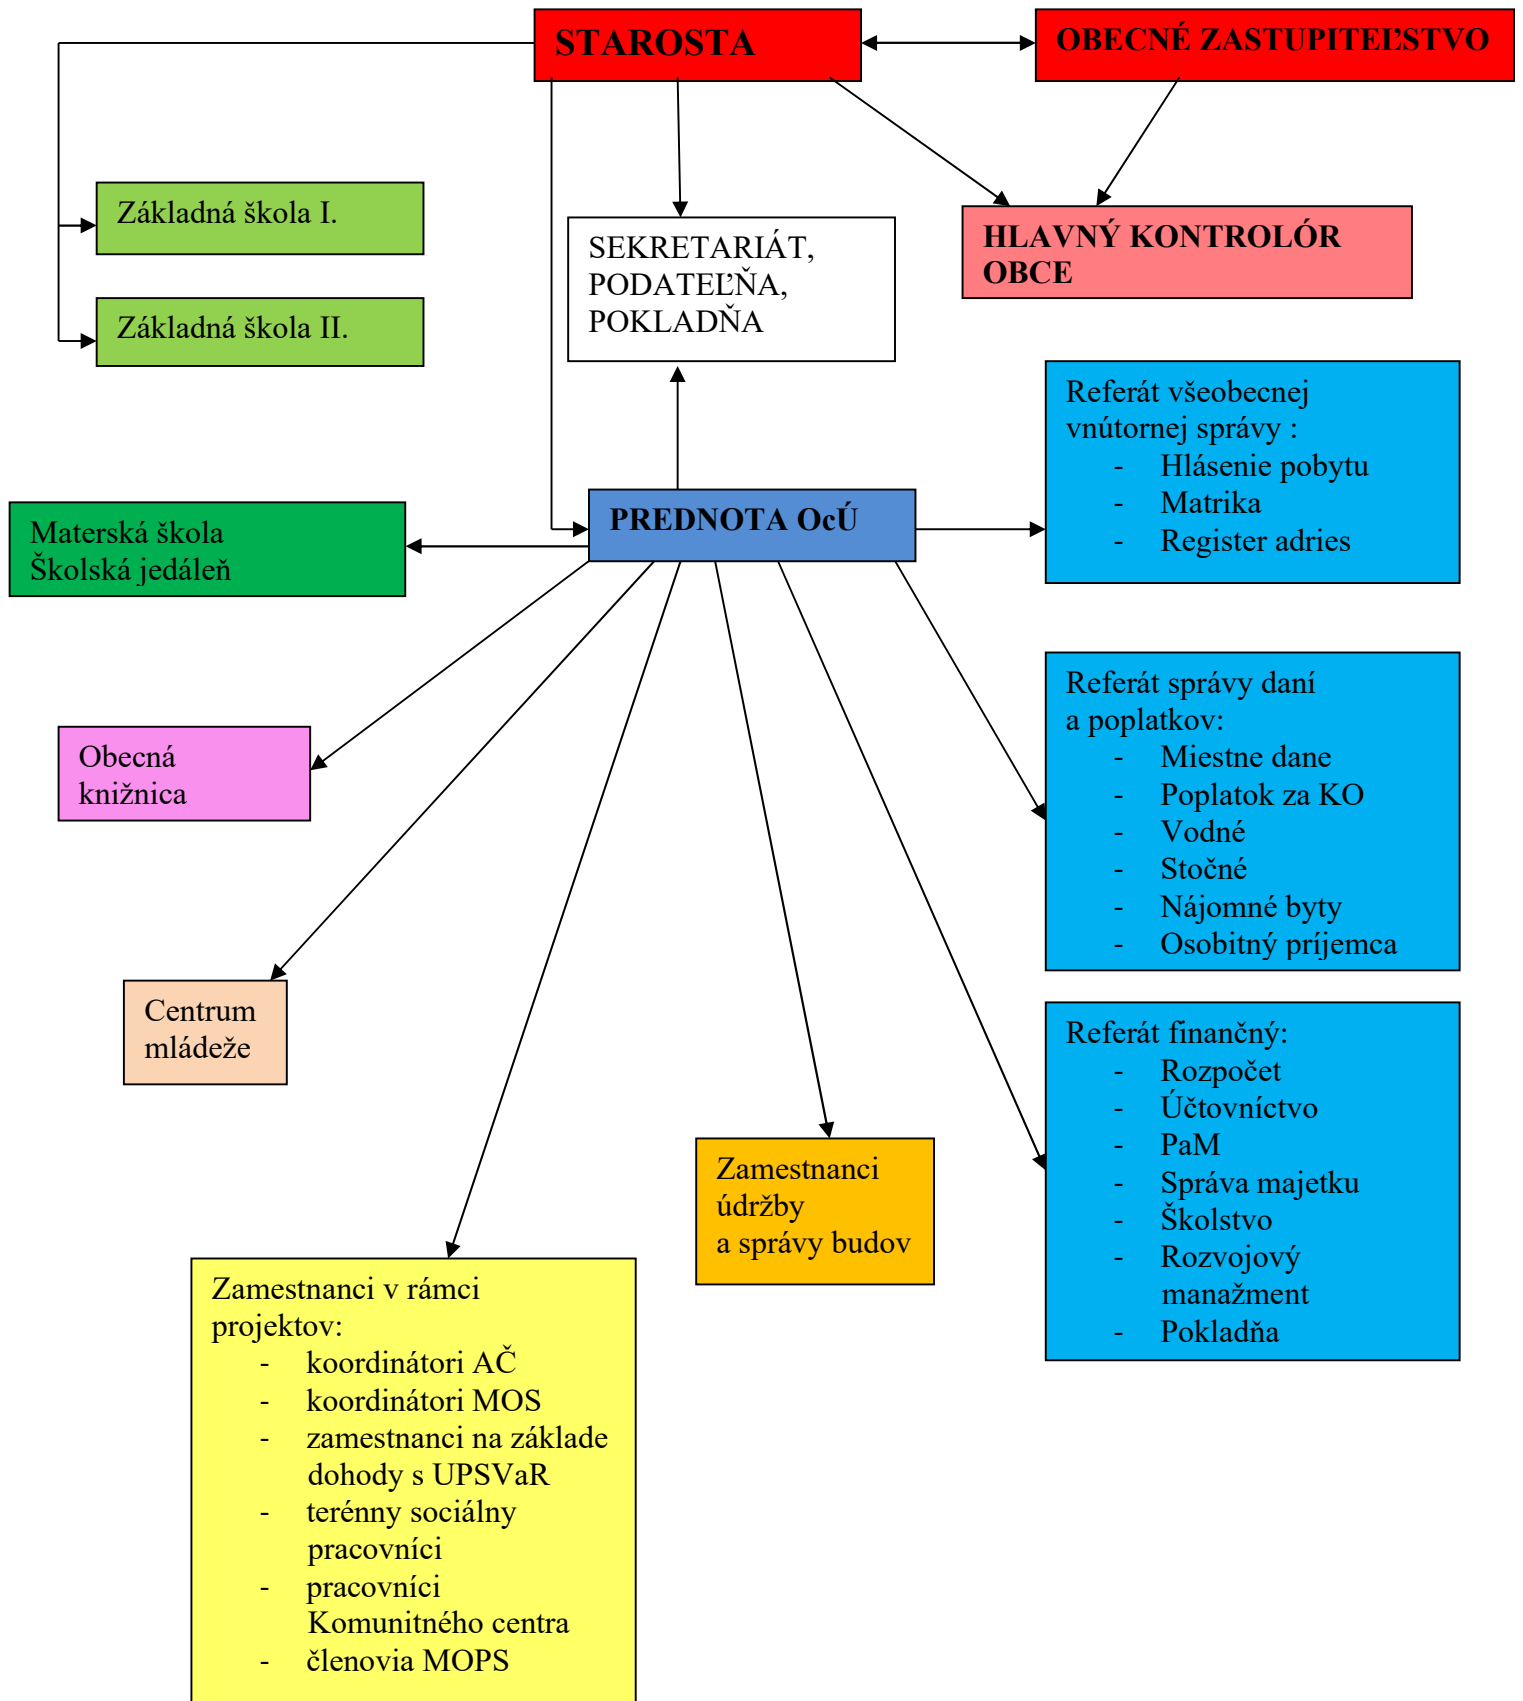 STAROSTA
OBECNÉ ZASTUPITEĽSTVO
Základná škola I.
SEKRETARIÁT,
PODATEĽŇA,
POKLADŇA
HLAVNÝ KONTROLÓR
OBCE
Základná škola II.
Referát všeobecnej
vnútornej správy :
- Hlásenie pobytu
- Matrika
- Register adries
PREDNOTA OcÚ
Materská škola
Školská jedáleň
Referát správy daní
a poplatkov:
- Miestne dane
- Poplatok za KO
- Vodné
- Stočné
- Nájomné byty
- Osobitný príjemca
Obecná
knižnica
Centrum
mládeže
Referát finančný:
- Rozpočet
- Účtovníctvo
- PaM
- Správa majetku
- Školstvo
- Rozvojový
manažment
- Pokladňa
Zamestnanci
údržby
a správy budov
Zamestnanci v rámci
projektov:
- koordinátori AČ
- koordinátori MOS
- zamestnanci na základe
dohody s UPSVaR
- terénny sociálny
pracovníci
- pracovníci
Komunitného centra
- členovia MOPS